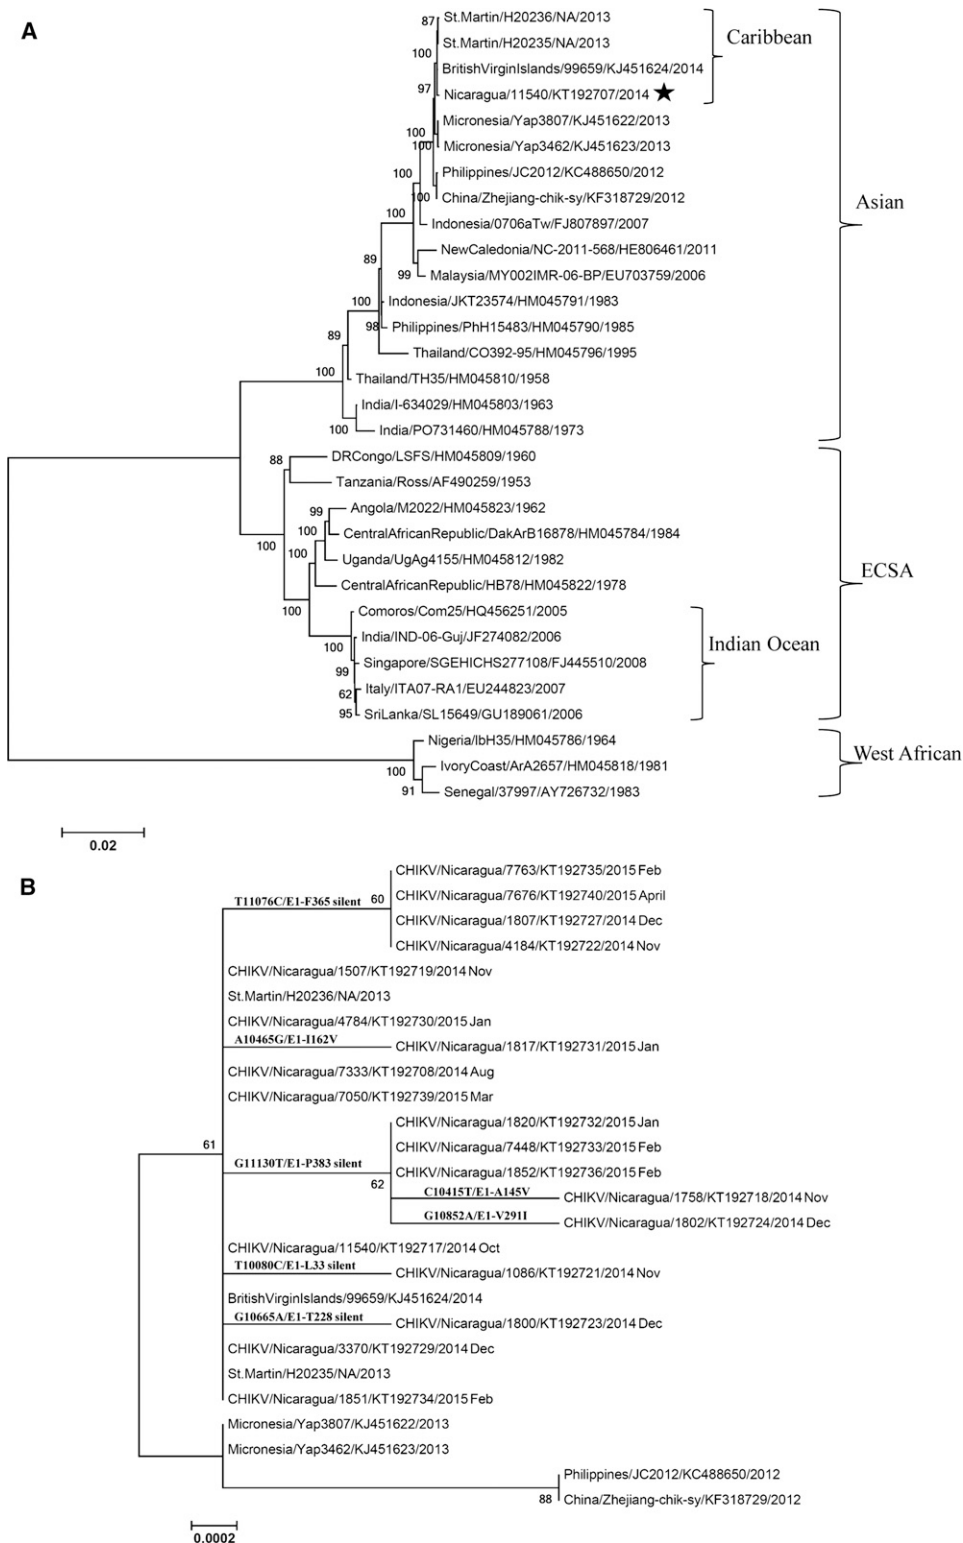 A
87
St.Martin/H20236/NA/2013
Caribbean
St.Martin/H20235/NA/2013
100
BritishVirginIslands/99659/KJ451624/2014
97
Nicaragua/11540/KT192707/2014 ★
Micronesia/Yap3807/KJ451622/2013
100
100
Micronesia/Yap3462/KJ451623/2013
100
Philippines/JC2012/KC488650/2012
100
China/Zhejiang-chik-sy/KF318729/2012
Asian
100
Indonesia/0706aTw/FJ807897/2007
NewCaledonia/NC-2011-568/HE806461/2011
89
99
Malaysia/MY002IMR-06-BP/EU703759/2006
100
Indonesia/JKT23574/HM045791/1983
98
Philippines/PhH15483/HM045790/1985
89
Thailand/CO392-95/HM045796/1995
100
Thailand/TH35/HM045810/1958
India/I-634029/HM045803/1963
100
India/PO731460/HM045788/1973
88
DRCongo/LSFS/HM045809/1960
Tanzania/Ross/AF490259/1953
99
Angola/M2022/HM045823/1962
100
CentralAfricanRepublic/DakArB16878/HM045784/1984
100
100
Uganda/UgAg4155/HM045812/1982
ECSA
CentralAfricanRepublic/HB78/HM045822/1978
100
Comoros/Com25/HQ456251/2005
100
India/IND-06-Guj/JF274082/2006
Indian Ocean
99
Singapore/SGEHICHS277108/FJ445510/2008
62
Italy/ITA07-RA1/EU244823/2007
95
SriLanka/SL15649/GU189061/2006
Nigeria/IbH35/HM045786/1964
West African
100
IvoryCoast/ArA2657/HM045818/1981
91
Senegal/37997/AY726732/1983
0.02
B
CHIKV/Nicaragua/7763/KT192735/2015 Feb
T11076C/E1-F365 silent
60
CHIKV/Nicaragua/7676/KT192740/2015 April
CHIKV/Nicaragua/1807/KT192727/2014 Dec
CHIKV/Nicaragua/4184/KT192722/2014 Nov
CHIKV/Nicaragua/1507/KT192719/2014 Nov
St.Martin/H20236/NA/2013
CHIKV/Nicaragua/4784/KT192730/2015 Jan
A10465G/E1-I162V
CHIKV/Nicaragua/1817/KT192731/2015 Jan
CHIKV/Nicaragua/7333/KT192708/2014 Aug
CHIKV/Nicaragua/7050/KT192739/2015 Mar
CHIKV/Nicaragua/1820/KT192732/2015 Jan
61
CHIKV/Nicaragua/7448/KT192733/2015 Feb
G11130T/E1-P383 silent
CHIKV/Nicaragua/1852/KT192736/2015 Feb
62
C10415T/E1-A145V
CHIKV/Nicaragua/1758/KT192718/2014 Nov
G10852A/E1-V291I
CHIKV/Nicaragua/1802/KT192724/2014 Dec
CHIKV/Nicaragua/11540/KT192717/2014 Oct
T10080C/E1-L33 silent
CHIKV/Nicaragua/1086/KT192721/2014 Nov
BritishVirginIslands/99659/KJ451624/2014
G10665A/E1-T228 silent
CHIKV/Nicaragua/1800/KT192723/2014 Dec
CHIKV/Nicaragua/3370/KT192729/2014 Dec
St.Martin/H20235/NA/2013
CHIKV/Nicaragua/1851/KT192734/2015 Feb
Micronesia/Yap3807/KJ451622/2013
Micronesia/Yap3462/KJ451623/2013
Philippines/JC2012/KC488650/2012
88
China/Zhejiang-chik-sy/KF318729/2012
0.0002